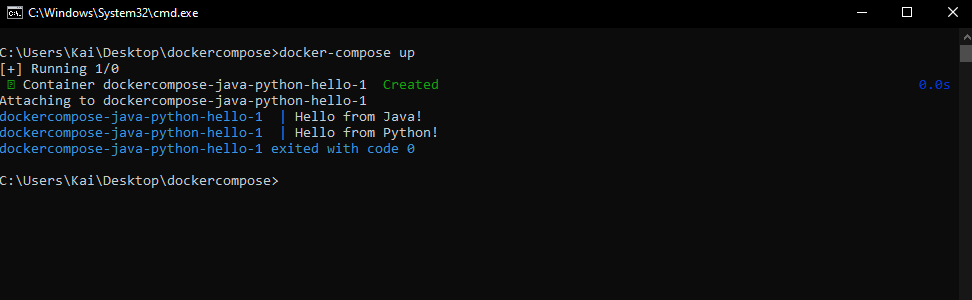 C:\Windows\System32\cmd.exe
C:\Users\Kai\Desktop\dockercompose>docker-compose up
[+] Running 1/0
Container dockercompose-java-python-hello-1 Created 0.0s
Attaching to dockercompose-java-python-hello-1
dockercompose-java-python-hello-1 | Hello from Java!
dockercompose-java-python-hello-1 | Hello from Python!
dockercompose-java-python-hello-1 exited with code 0
C:\Users\Kai\Desktop\dockercompose>